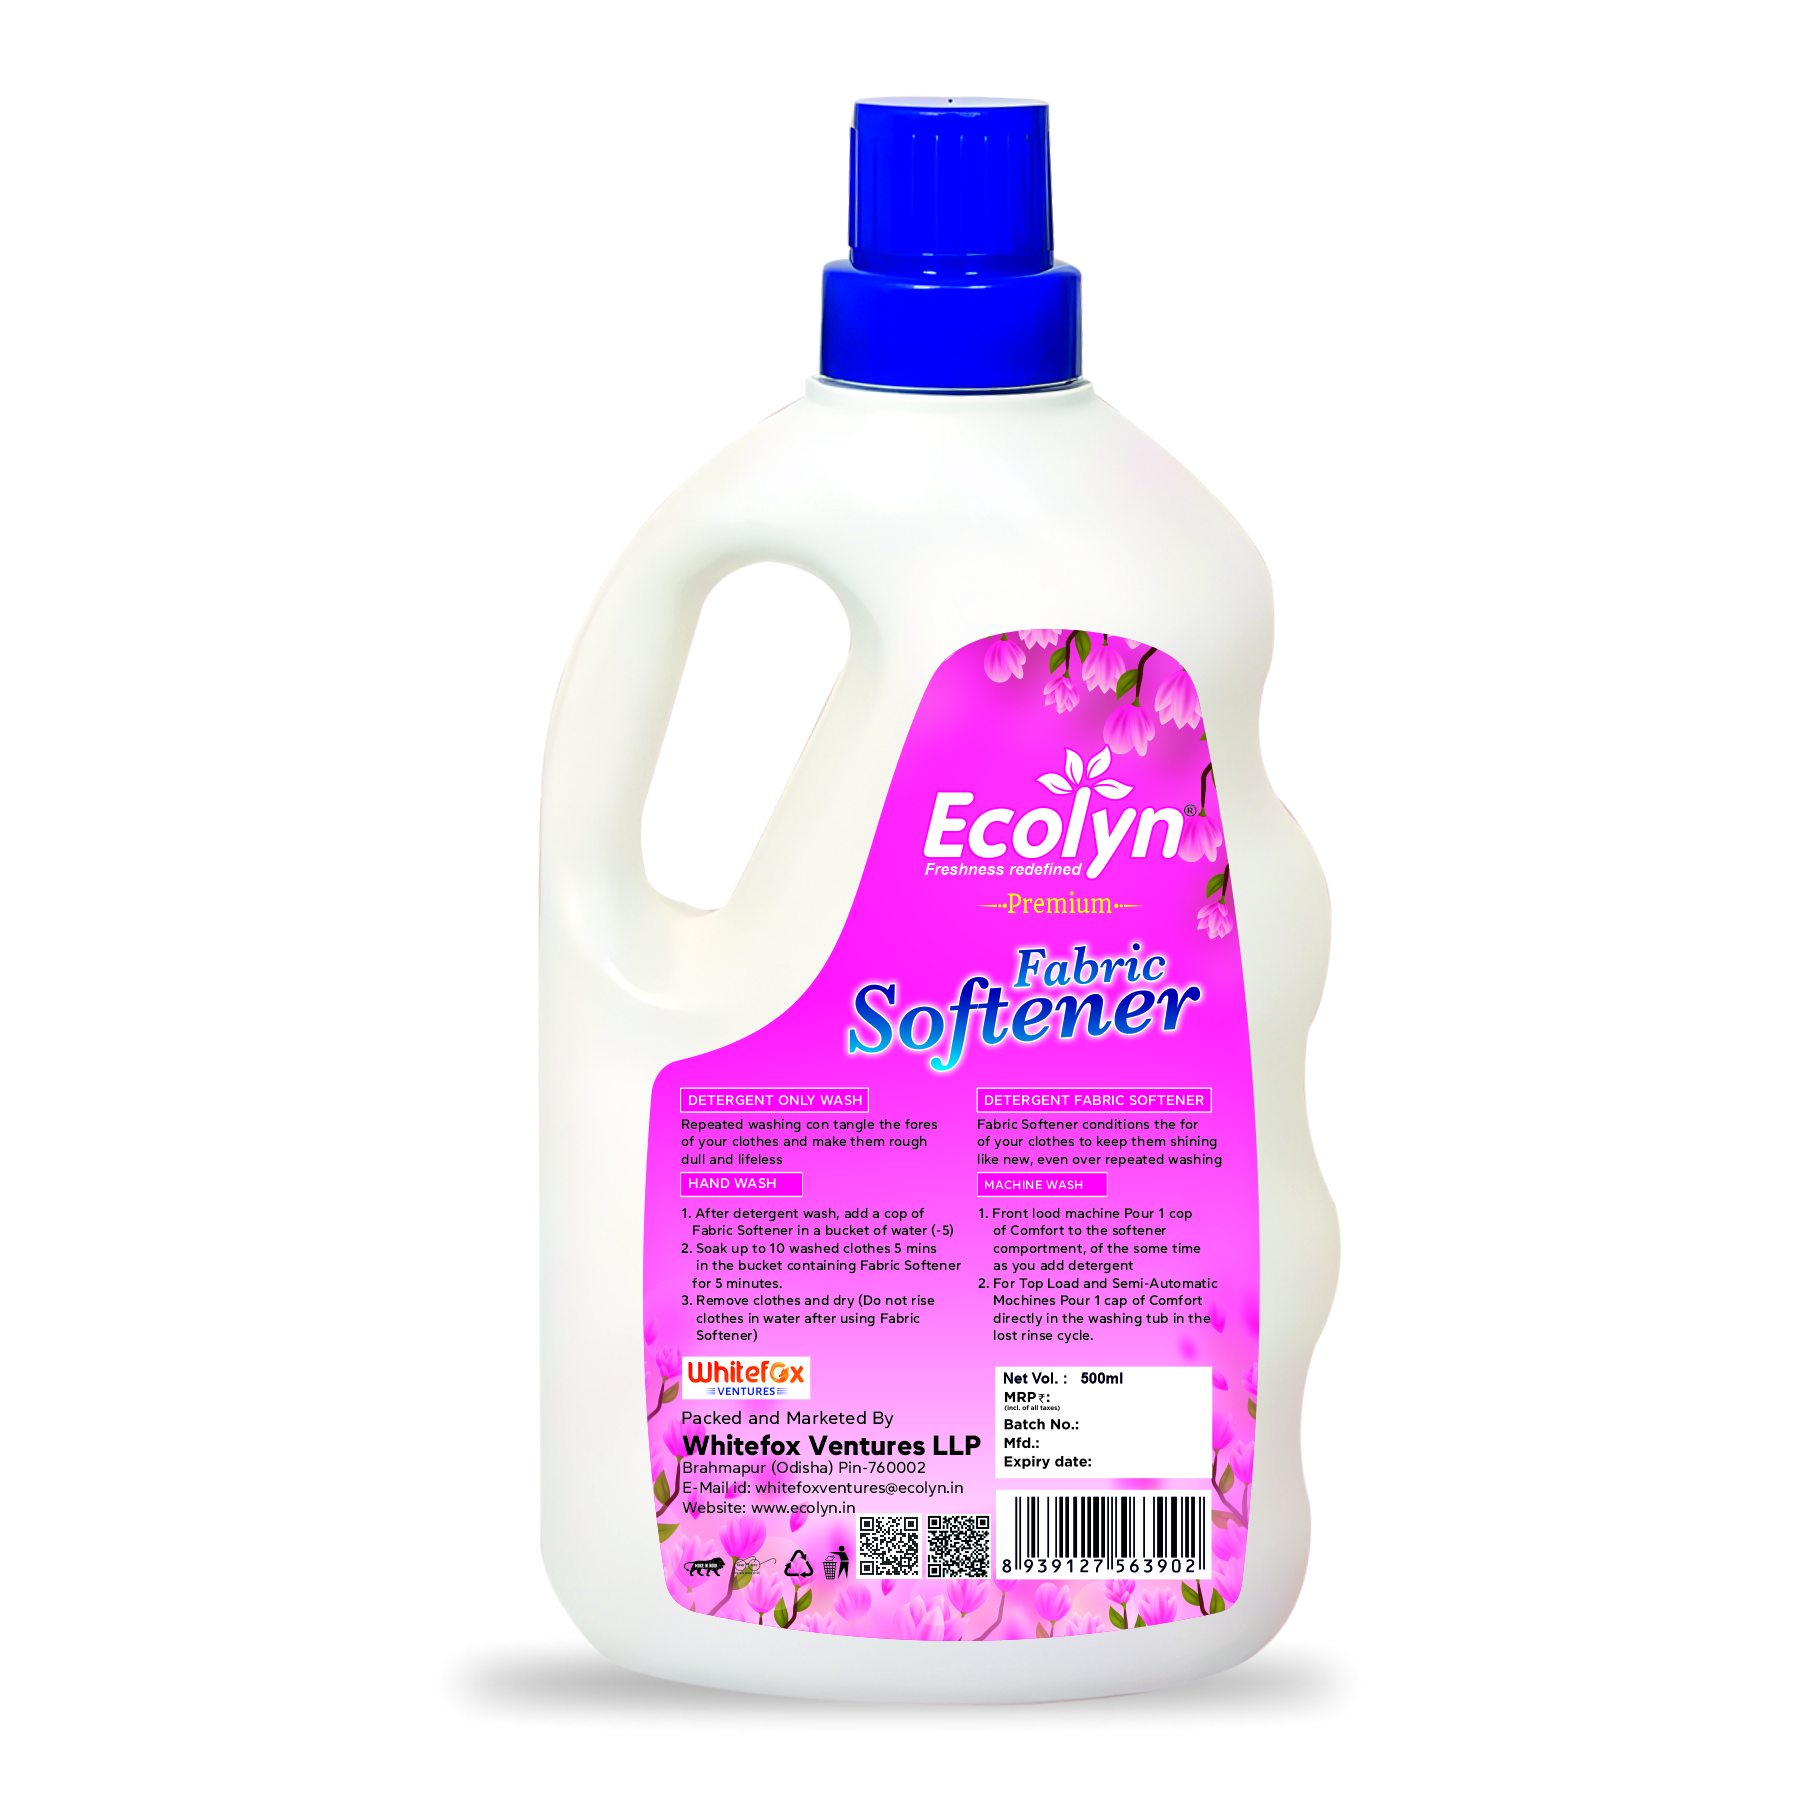 Ecolyn®
Freshness redefined
Premium
Fabric
Softener
DETERGENT ONLY WASH
Repeated washing con tangle the fores
of your clothes and make them rough
dull and lifeless
HAND WASH
1. After detergent wash, add a cop of
Fabric Softener in a bucket of water (-5)
2. Soak up to 10 washed clothes 5 mins
in the bucket containing Fabric Softener
for 5 minutes.
3. Remove clothes and dry (Do not rise
clothes in water after using Fabric
Softener)
DETERGENT FABRIC SOFTENER
Fabric Softener conditions the for
of your clothes to keep them shining
like new, even over repeated washing
MACHINE WASH
1. Front lood machine Pour 1 cop
of Comfort to the softener
comportment, of the some time
as you add detergent
2. For Top Load and Semi-Automatic
Mochines Pour 1 cap of Comfort
directly in the washing tub in the
lost rinse cycle.
Whitefox
VENTURES
Packed and Marketed By
Whitefox Ventures LLP
Brahmapur (Odisha) Pin-760002
E-Mail id: whitefoxventures@ecolyn.in
Website: www.ecolyn.in
MAKE IN INDIA
Net Vol. : 500ml
MRP ₹:
(incl. of all taxes)
Batch No.:
Mfd.:
Expiry date:
8 939127 563902